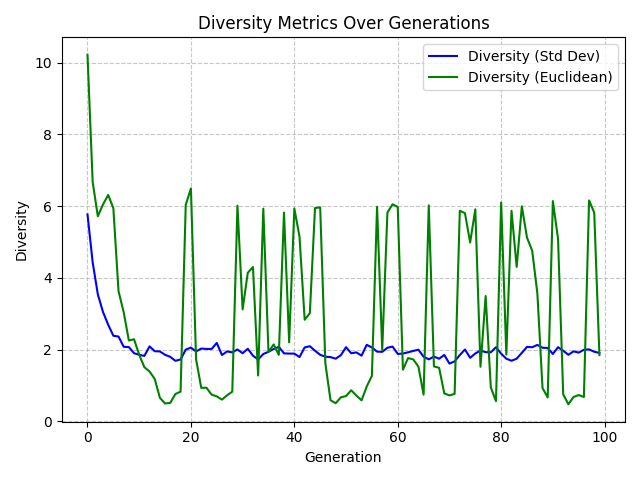 Diversity Metrics Over Generations
Diversity (Std Dev)
Diversity (Euclidean)
Diversity
10
8
6
4
2
0
0 20 40 60 80 100
Generation